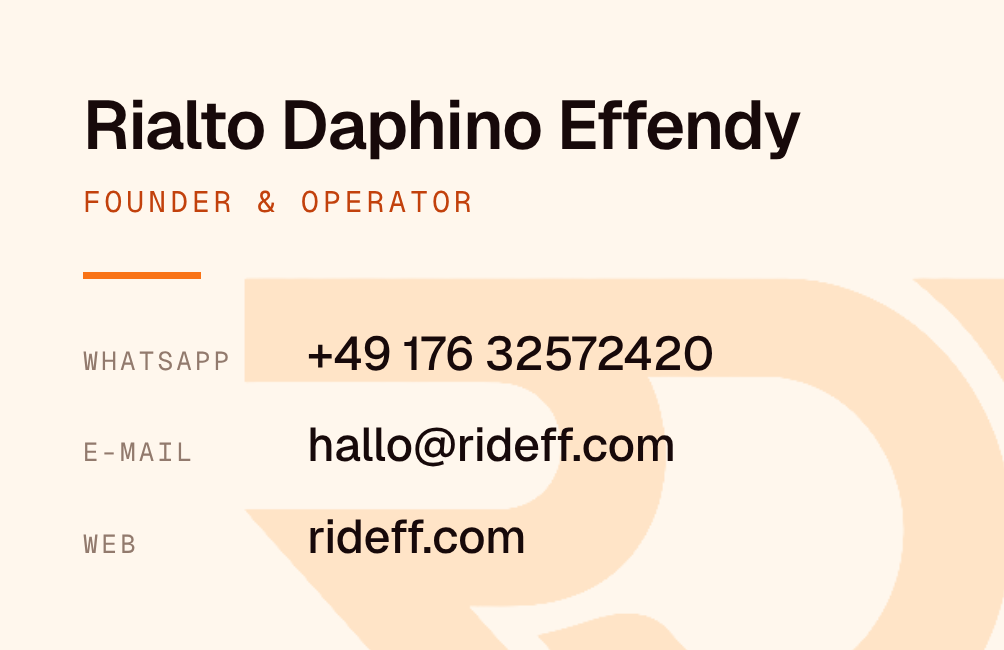 Rialto Daphino Effendy
FOUNDER & OPERATOR
WHATSAPP +49 176 32572420
E-MAIL hallo@rideff.com
WEB rideff.com